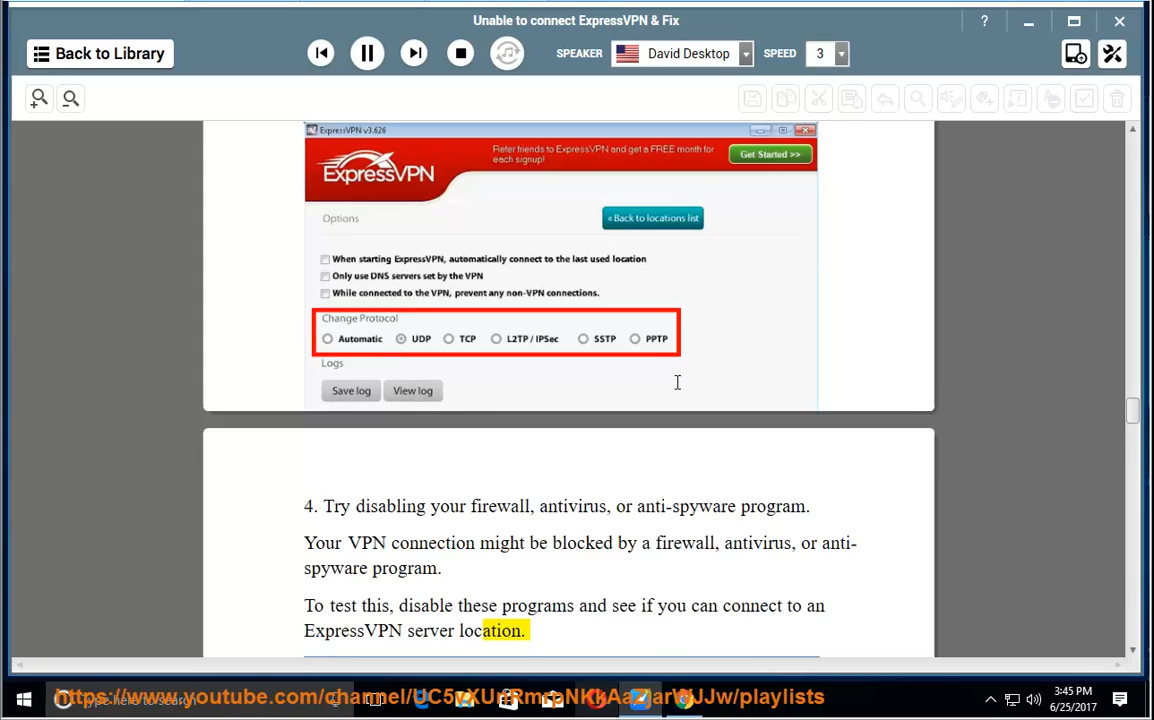 Unable to connect ExpressVPN & Fix
?
Back to Library
SPEAKER
David Desktop
SPEED
3
ExpressVPN v3.626
ExpressVPN
Refer friends to ExpressVPN and get a FREE month for
each signup!
Get Started >>
Options
« Back to locations list
When starting ExpressVPN, automatically connect to the last used location
Only use DNS servers set by the VPN
While connected to the VPN, prevent any non-VPN connections.
Change Protocol
Automatic UDP TCP L2TP / IPSec SSTP PPTP
Logs
Save log View log
4. Try disabling your firewall, antivirus, or anti-spyware program.
Your VPN connection might be blocked by a firewall, antivirus, or anti-
spyware program.
To test this, disable these programs and see if you can connect to an
ExpressVPN server location.
Type here to search
3:45 PM
6/25/2017